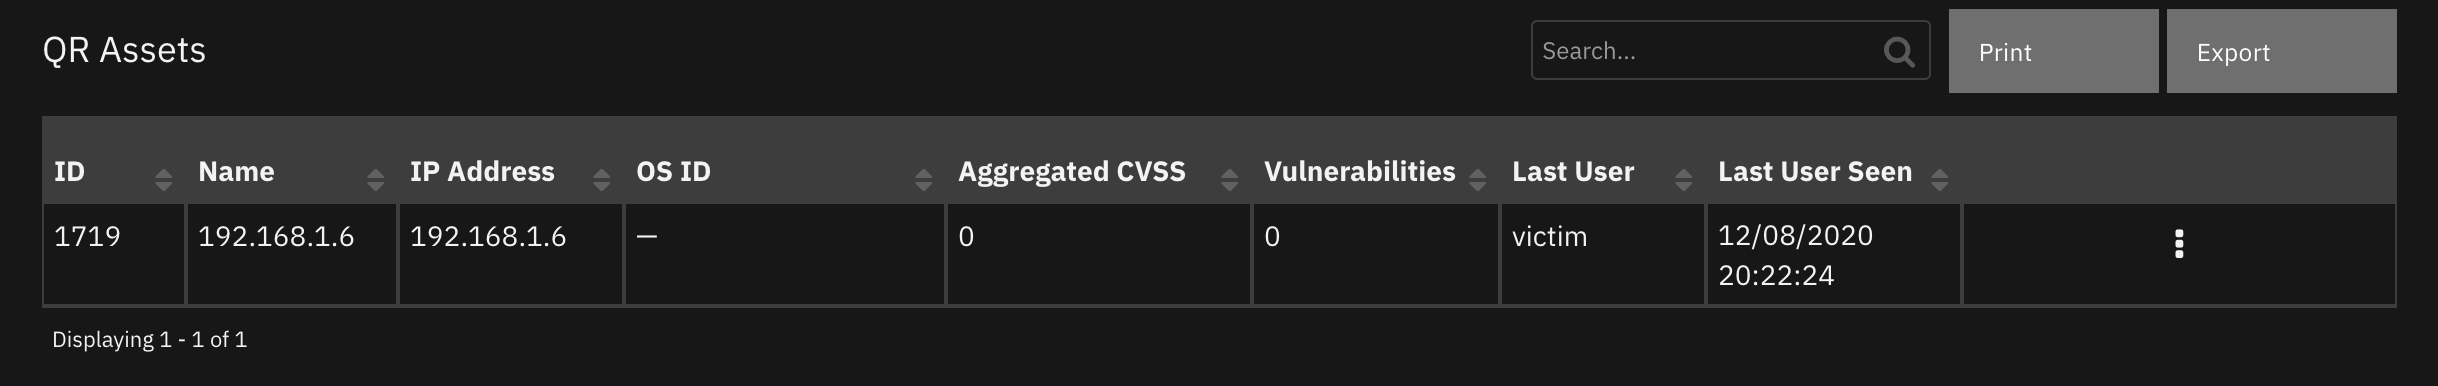 QR Assets
Search...
Print
Export
ID Name IP Address OS ID Aggregated CVSS Vulnerabilities Last User Last User Seen
1719 192.168.1.6 192.168.1.6 — 0 0 victim 12/08/2020
20:22:24
Displaying 1 - 1 of 1